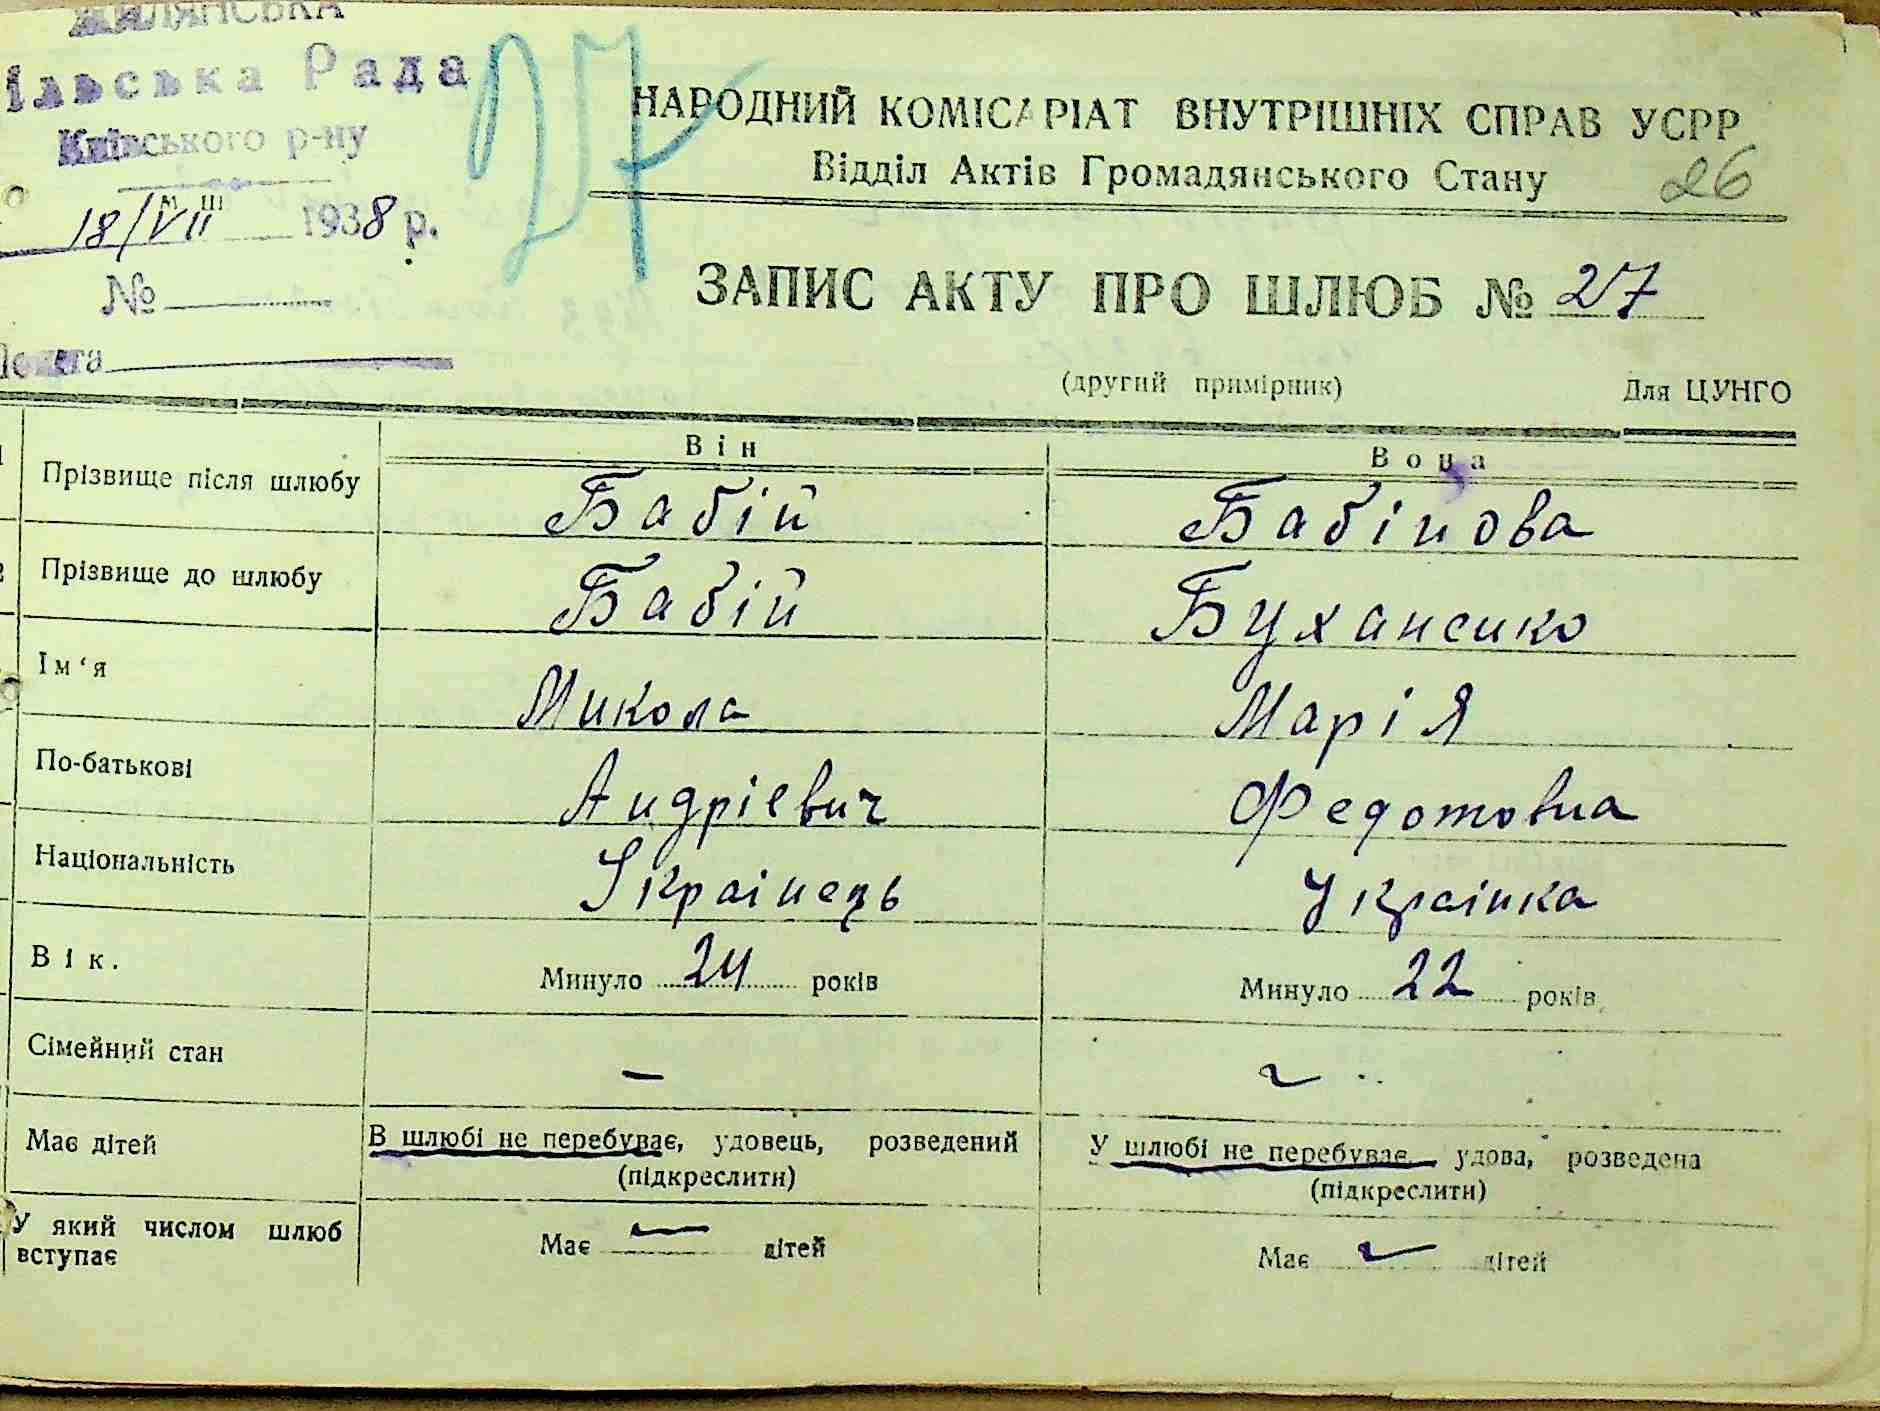 ЖИЛЯНСЬКА
ільська Рада
Київського р-ну
18/VII 1938 р.
№
27
НАРОДНИЙ КОМІСАРІАТ ВНУТРІШНІХ СПРАВ УСРР
Відділ Актів Громадянського Стану
26
ЗАПИС АКТУ ПРО ШЛЮБ № 27
(другий примірник) Для ЦУНГО
Він Вона
Прізвище після шлюбу Бабій Бабійова
Прізвище до шлюбу Бабій Буханенко
Ім‘я Микола Марія
По-батькові Андрієвич Федотовна
Національність Українець Українка
Вік. Минуло 24 років Минуло 22 років
Сімейний стан — —
Має дітей В шлюбі не перебуває, удовець, розведений У шлюбі не перебуває, удова, розведена
(підкреслити) (підкреслити)
У який числом шлюб вступає Має — дітей Має — дітей